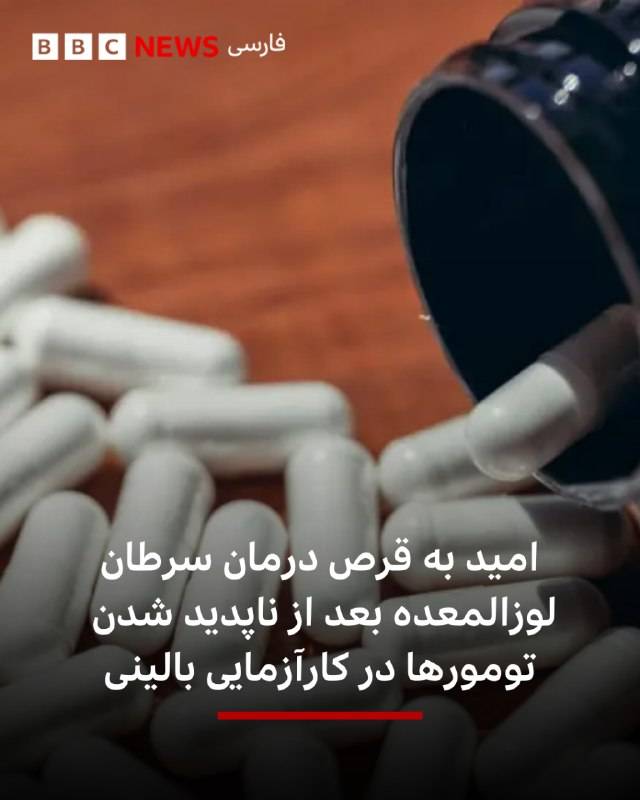 BBC NEWS فارسی
امید به قرص درمان سرطان
لوزالمعده بعد از ناپدید شدن
تومورها در کارآزمایی بالینی